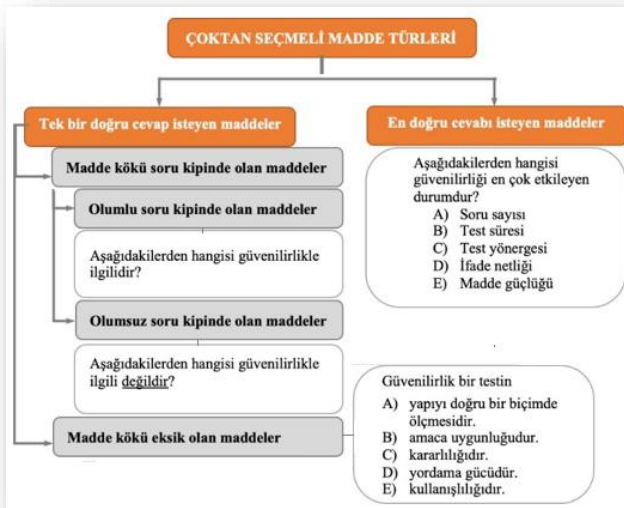 ÇOKTAN SEÇMELİ MADDE TÜRLERİ
Tek bir doğru cevap isteyen maddeler
Madde kökü soru kipinde olan maddeler
Olumlu soru kipinde olan maddeler
Aşağıdakilerden hangisi güvenilirlikle
ilgilidir?
Olumsuz soru kipinde olan maddeler
Aşağıdakilerden hangisi güvenilirlikle
ilgili değildir?
Madde kökü eksik olan maddeler
Güvenilirlik bir testin
A) yapıyı doğru bir biçimde
ölçmesidir.
B) amaca uygunluğudur.
C) kararlılığıdır.
D) yordama gücüdür.
E) kullanışlılığıdır.
En doğru cevabı isteyen maddeler
Aşağıdakilerden hangisi
güvenilirliği en çok etkileyen
durumdur?
A) Soru sayısı
B) Test süresi
C) Test yönergesi
D) İfade netliği
E) Madde güçlüğü